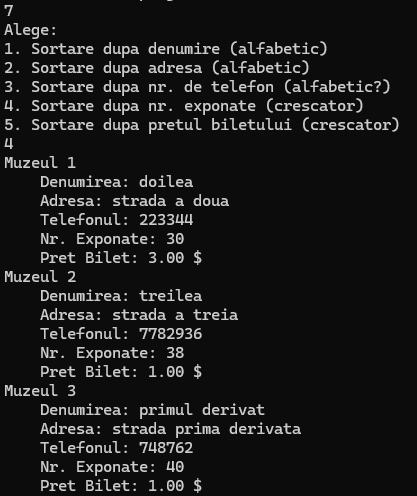 7
Alege:
1. Sortare dupa denumire (alfabetic)
2. Sortare dupa adresa (alfabetic)
3. Sortare dupa nr. de telefon (alfabetic?)
4. Sortare dupa nr. exponate (crescator)
5. Sortare dupa pretul biletului (crescator)
4
Muzeul 1
    Denumirea: doilea
    Adresa: strada a doua
    Telefonul: 223344
    Nr. Exponate: 30
    Pret Bilet: 3.00 $
Muzeul 2
    Denumirea: treilea
    Adresa: strada a treia
    Telefonul: 7782936
    Nr. Exponate: 38
    Pret Bilet: 1.00 $
Muzeul 3
    Denumirea: primul derivat
    Adresa: strada prima derivata
    Telefonul: 748762
    Nr. Exponate: 40
    Pret Bilet: 1.00 $